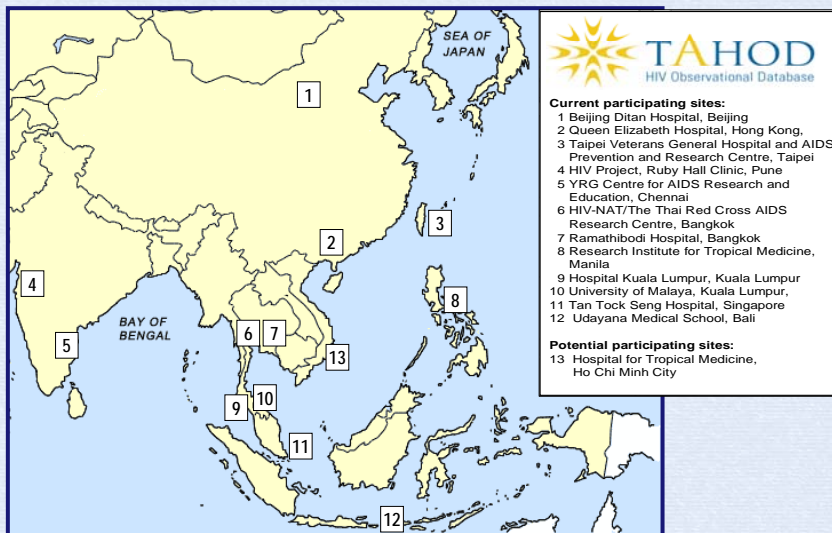 SEA OF
JAPAN
1
2
3
4
BAY OF
BENGAL
5
6
7
8
13
9
10
11
12
TAHOD
HIV Observational Database
Current participating sites:
1 Beijing Ditan Hospital, Beijing
2 Queen Elizabeth Hospital, Hong Kong,
3 Taipei Veterans General Hospital and AIDS
Prevention and Research Centre, Taipei
4 HIV Project, Ruby Hall Clinic, Pune
5 YRG Centre for AIDS Research and
Education, Chennai
6 HIV-NAT/The Thai Red Cross AIDS
Research Centre, Bangkok
7 Ramathibodi Hospital, Bangkok
8 Research Institute for Tropical Medicine,
Manila
9 Hospital Kuala Lumpur, Kuala Lumpur
10 University of Malaya, Kuala Lumpur,
11 Tan Tock Seng Hospital, Singapore
12 Udayana Medical School, Bali
Potential participating sites:
13 Hospital for Tropical Medicine,
Ho Chi Minh City